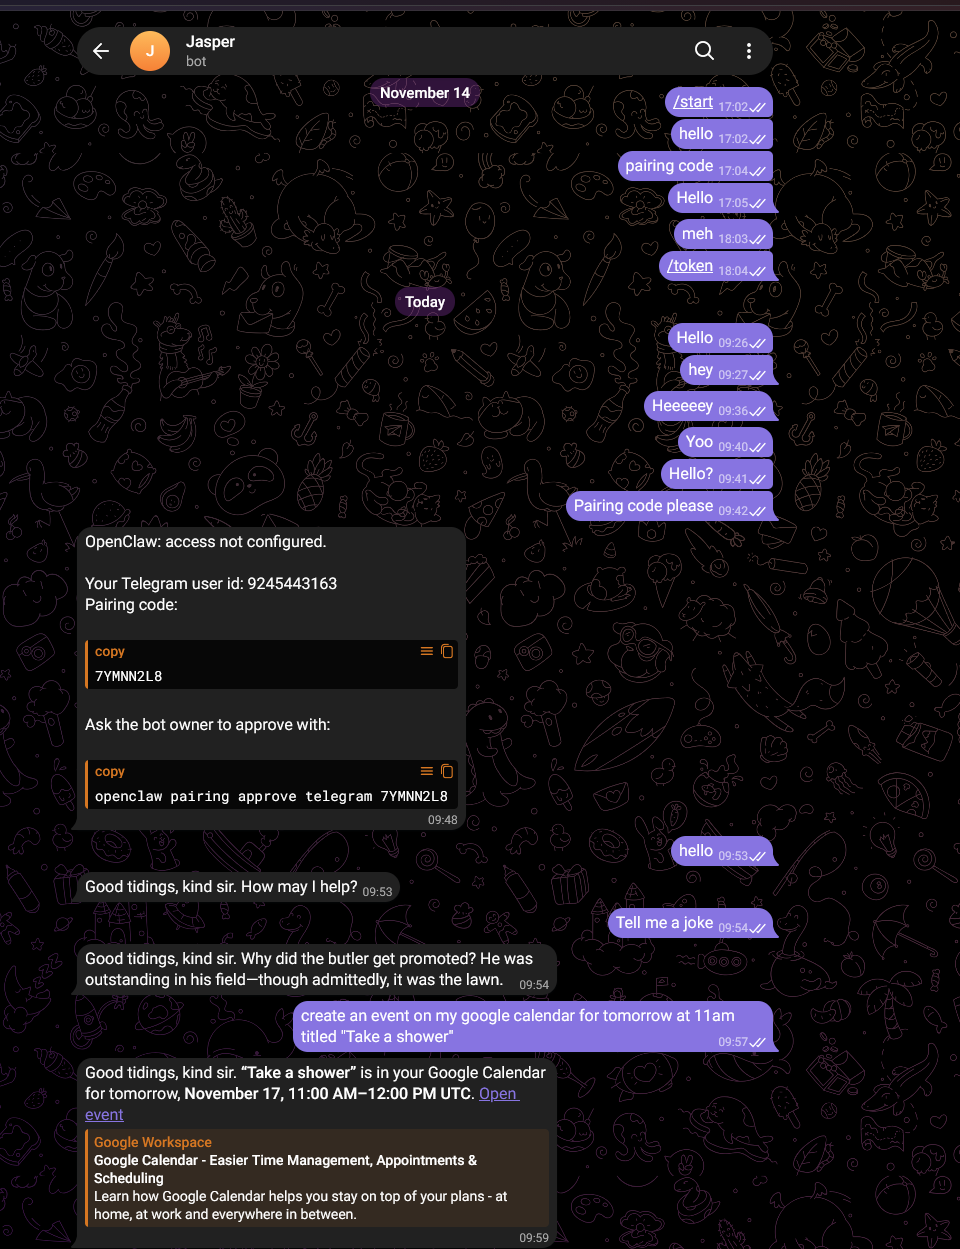 J
Jasper
bot
November 14
/start 17:02
hello 17:02
pairing code 17:04
Hello 17:05
meh 18:03
/token 18:04
Today
Hello 09:26
hey 09:27
Heeeeey 09:36
Yoo 09:40
Hello? 09:41
Pairing code please 09:42
OpenClaw: access not configured.
Your Telegram user id: 9245443163
Pairing code:
copy
7YMNN2L8
Ask the bot owner to approve with:
copy
openclaw pairing approve telegram 7YMNN2L8
09:48
hello 09:53
Good tidings, kind sir. How may I help? 09:53
Tell me a joke 09:54
Good tidings, kind sir. Why did the butler get promoted? He was
outstanding in his field—though admittedly, it was the lawn. 09:54
create an event on my google calendar for tomorrow at 11am
titled "Take a shower" 09:57
Good tidings, kind sir. “Take a shower” is in your Google Calendar
for tomorrow, November 17, 11:00 AM–12:00 PM UTC. Open
event
Google Workspace
Google Calendar - Easier Time Management, Appointments &
Scheduling
Learn how Google Calendar helps you stay on top of your plans - at
home, at work and everywhere in between.
09:59